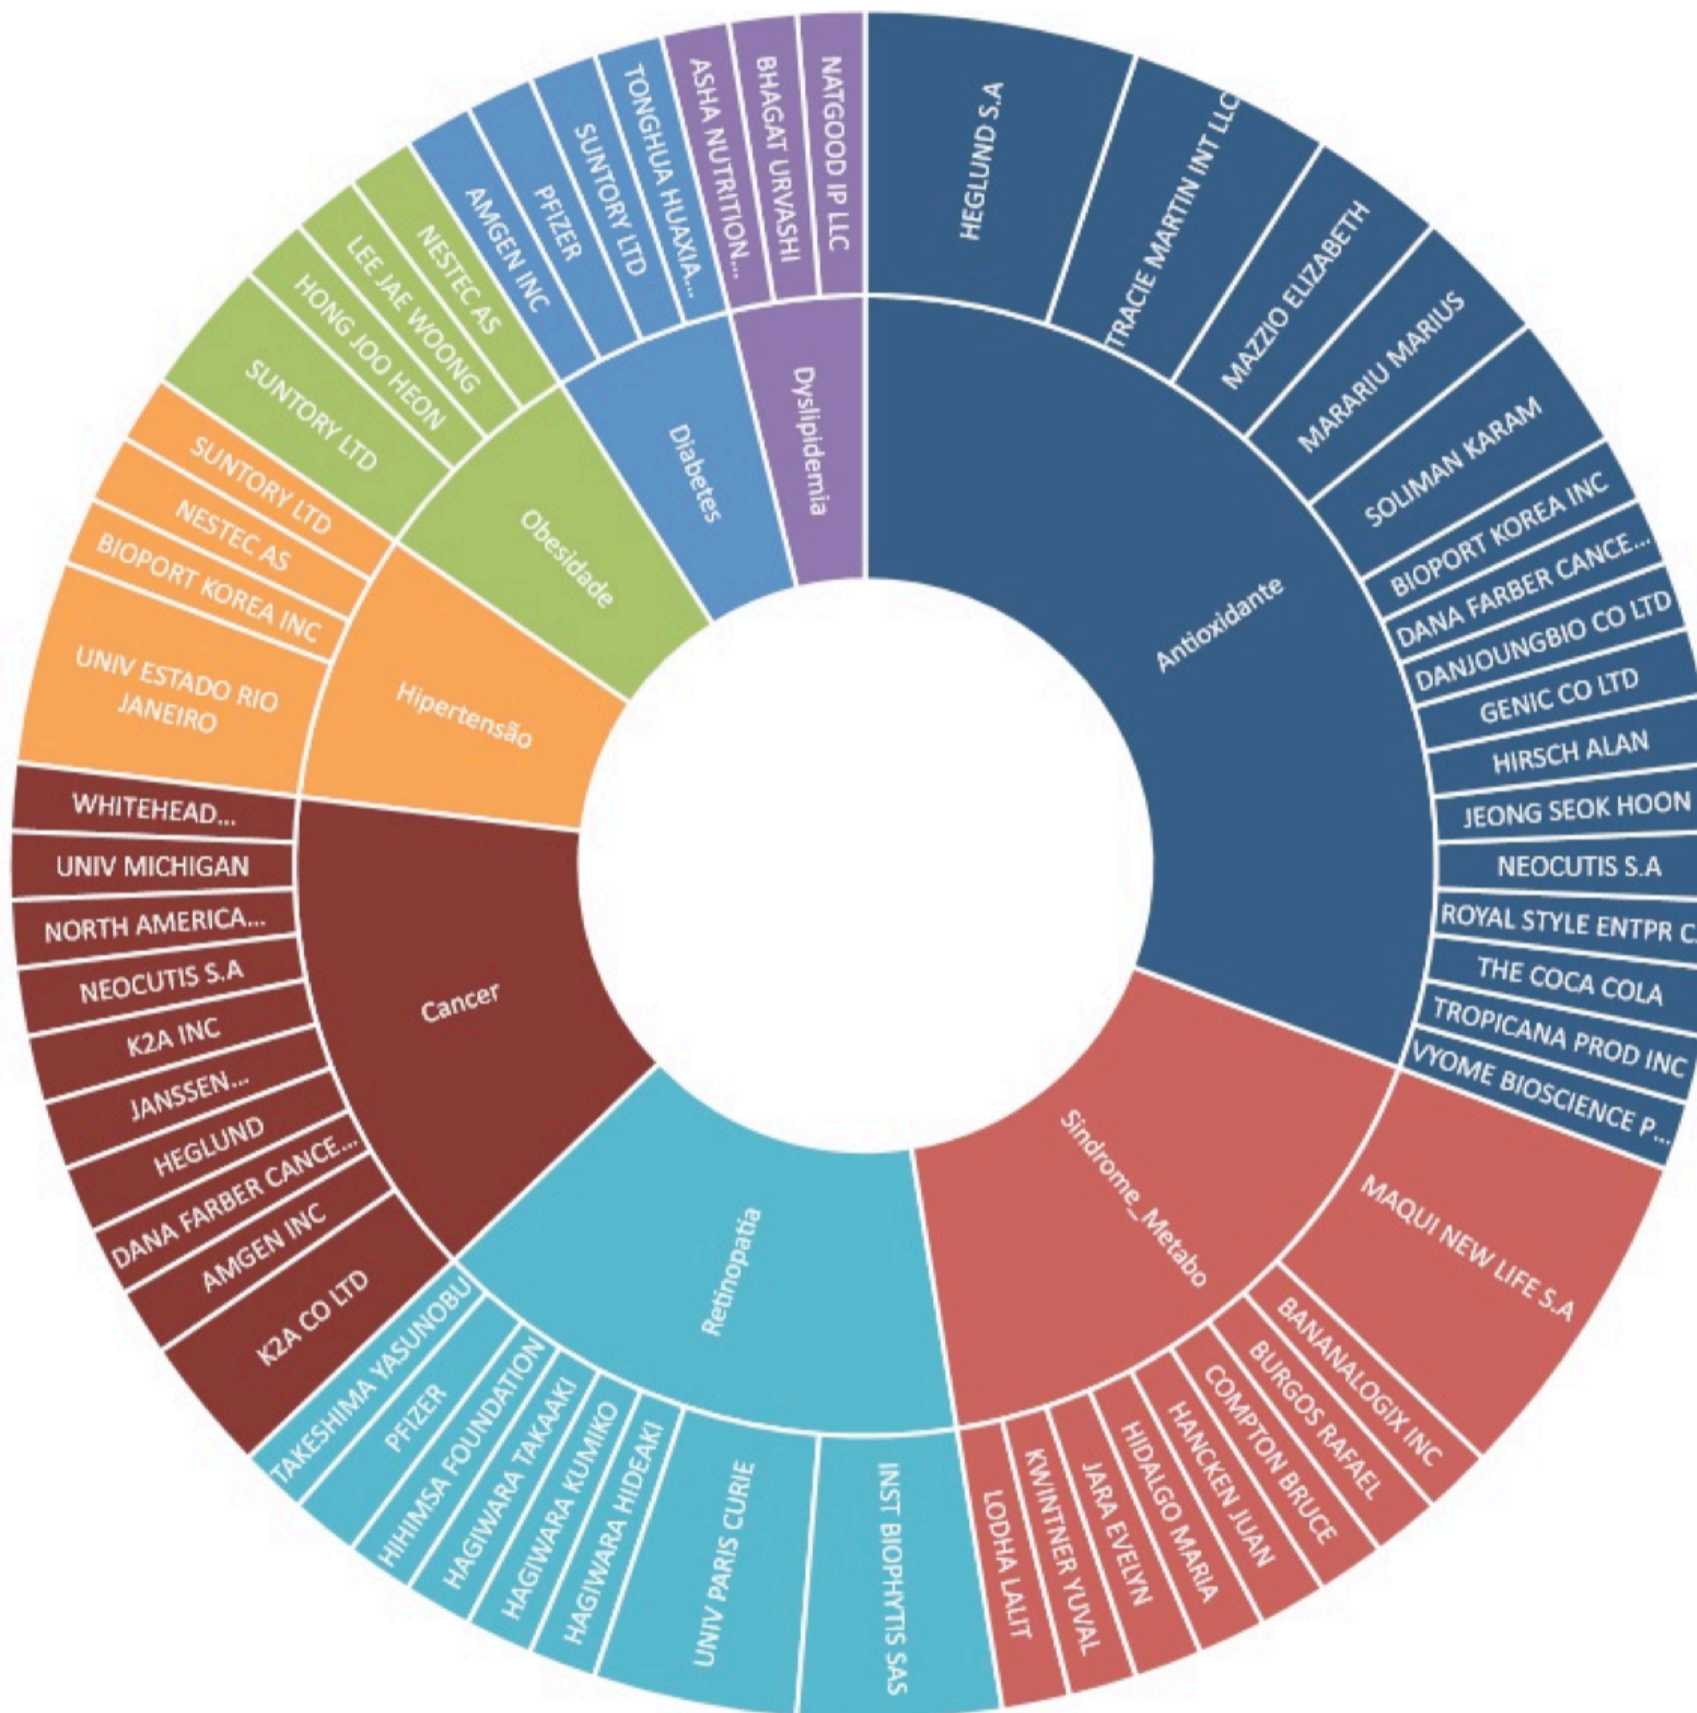 Antioxidante
HEGLUND S.A
TRACIE MARTIN INT LLC
MAZZIO ELIZABETH
MARARIU MARIUS
SOLIMAN KARAM
BIOPORT KOREA INC
DANA FARBER CANCE...
DANJOUNGBIO CO LTD
GENIC CO LTD
HIRSCH ALAN
JEONG SEOK HOON
NEOCUTIS S.A
ROYAL STYLE ENTPR C
THE COCA COLA
TROPICANA PROD INC
VYOME BIOSCIENCE P...
Sindrome_Metabo
MAQUI NEW LIFE S.A
BANANALOGIX INC
BURGOS RAFAEL
COMPTON BRUCE
HANCKEN JUAN
HIDALGO MARIA
JARA EVELYN
KWINTNER YUVAL
LODHA LALIT
Retinopatia
INST BIOPHYTIS SAS
UNIV PARIS CURIE
HAGIWARA HIDEAKI
HAGIWARA KUMIKO
HAGIWARA TAKAAKI
HIHIMSA FOUNDATION
PFIZER
TAKESHIMA YASUNOBU
Cancer
K2A CO LTD
AMGEN INC
DANA FARBER CANCE...
HEGLUND
JANSSEN...
K2A INC
NEOCUTIS S.A
NORTH AMERICA...
UNIV MICHIGAN
WHITEHEAD...
Hipertensão
UNIV ESTADO RIO
JANEIRO
BIOPORT KOREA INC
NESTEC AS
SUNTORY LTD
Obesidade
SUNTORY LTD
HONG JOO HEON
LEE JAE WOONG
NESTEC AS
Diabetes
AMGEN INC
PFIZER
SUNTORY LTD
TONGHUA HUAXIA...
Dyslipidemia
ASHA NUTRITION...
BHAGAT URVASHI
NATGOOD IP LLC